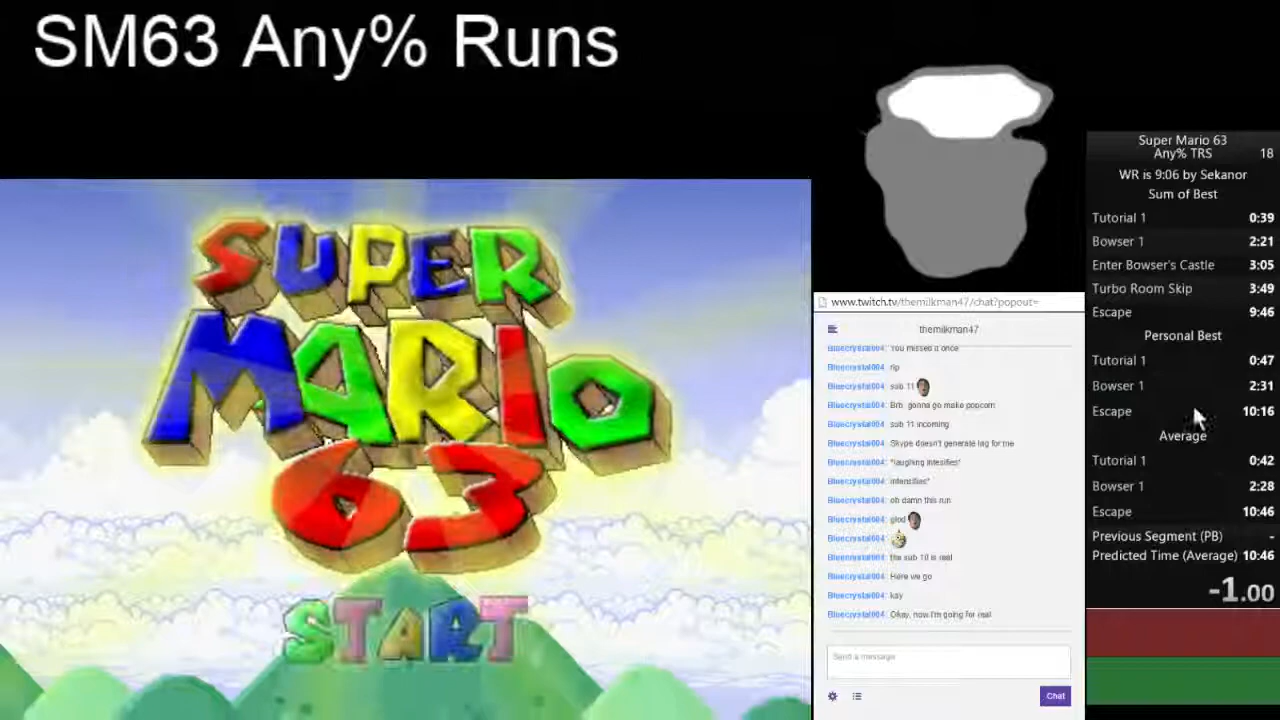 SM63 Any% Runs
SUPER
MARIO
63
START
www.twitch.tv/themilkman47/chat?popout=
themilkman47
Bluecrystal004: You missed it once
Bluecrystal004: rip
Bluecrystal004: sub 11
Bluecrystal004: Brb, gonna go make popcorn
Bluecrystal004: sub 11 incoming
Bluecrystal004: Skype doesn't generate lag for me
Bluecrystal004: *laughing intesifies*
Bluecrystal004: intensifies*
Bluecrystal004: oh damn this run
Bluecrystal004: glod
Bluecrystal004:
Bluecrystal004: the sub 10 is real
Bluecrystal004: Here we go
Bluecrystal004: kay
Bluecrystal004: Okay, now I'm going for real
Send a message
Chat
Super Mario 63
Any% TRS 18
WR is 9:06 by Sekanor
Sum of Best
Tutorial 1 0:39
Bowser 1 2:21
Enter Bowser's Castle 3:05
Turbo Room Skip 3:49
Escape 9:46
Personal Best
Tutorial 1 0:47
Bowser 1 2:31
Escape 10:16
Average
Tutorial 1 0:42
Bowser 1 2:28
Escape 10:46
Previous Segment (PB) -
Predicted Time (Average) 10:46
-1.00